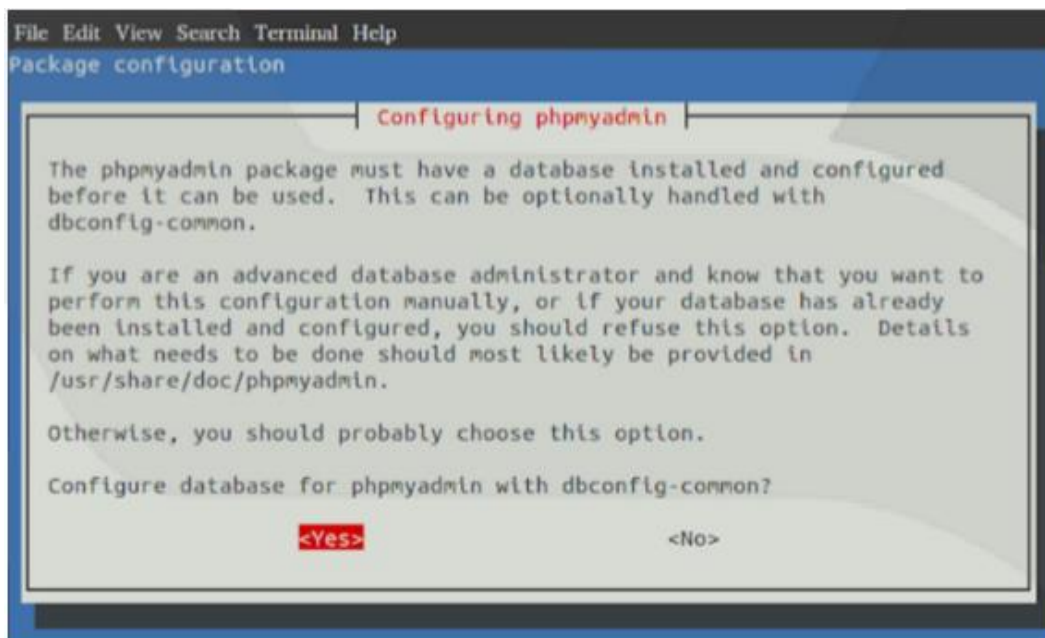 File Edit View Search Terminal Help
Package configuration
Configuring phpmyadmin
The phpmyadmin package must have a database installed and configured
before it can be used.  This can be optionally handled with
dbconfig-common.
If you are an advanced database administrator and know that you want to
perform this configuration manually, or if your database has already
been installed and configured, you should refuse this option.  Details
on what needs to be done should most likely be provided in
/usr/share/doc/phpmyadmin.
Otherwise, you should probably choose this option.
Configure database for phpmyadmin with dbconfig-common?
<Yes> <No>